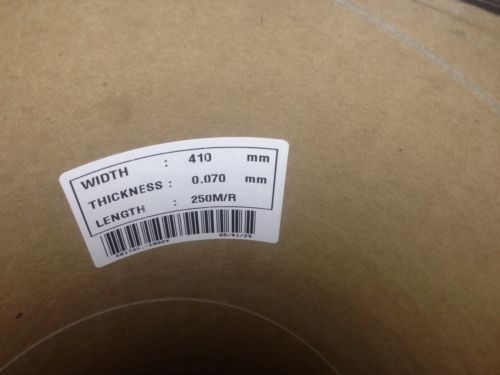 WIDTH : 410 mm
THICKNESS : 0.070 mm
LENGTH : 250M/R